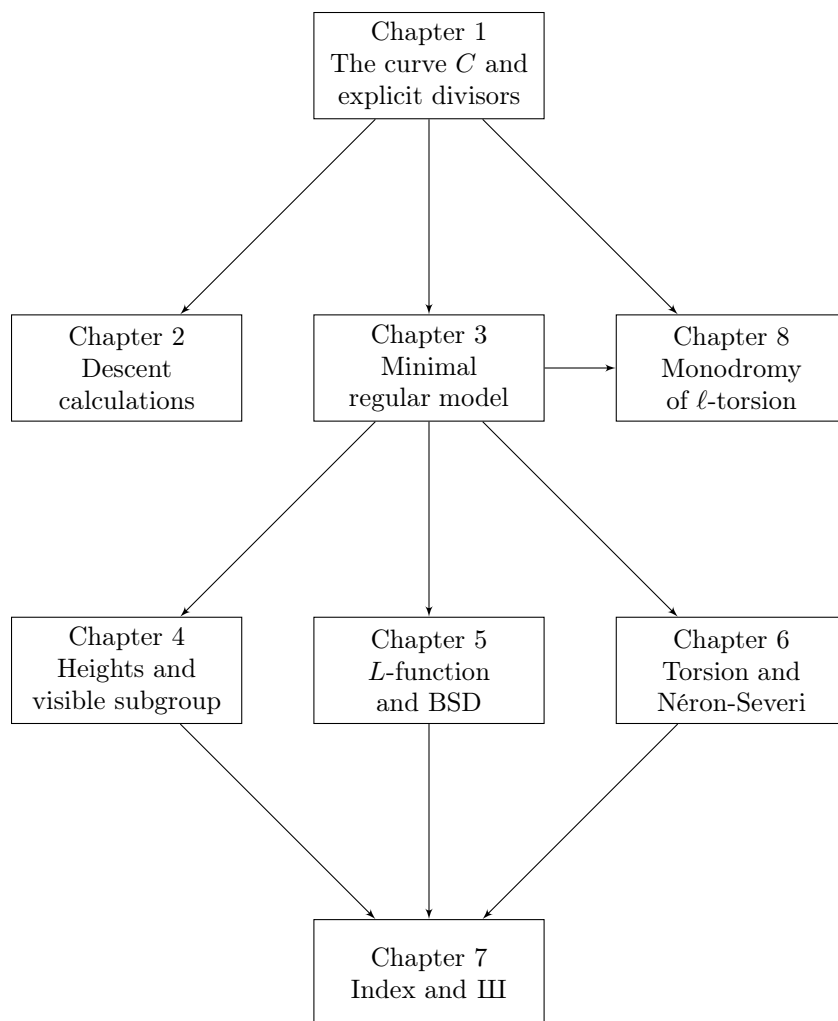 Chapter 1
The curve C and
explicit divisors
Chapter 2
Descent
calculations
Chapter 3
Minimal
regular model
Chapter 8
Monodromy
of ℓ-torsion
Chapter 4
Heights and
visible subgroup
Chapter 5
L-function
and BSD
Chapter 6
Torsion and
Néron-Severi
Chapter 7
Index and Ш